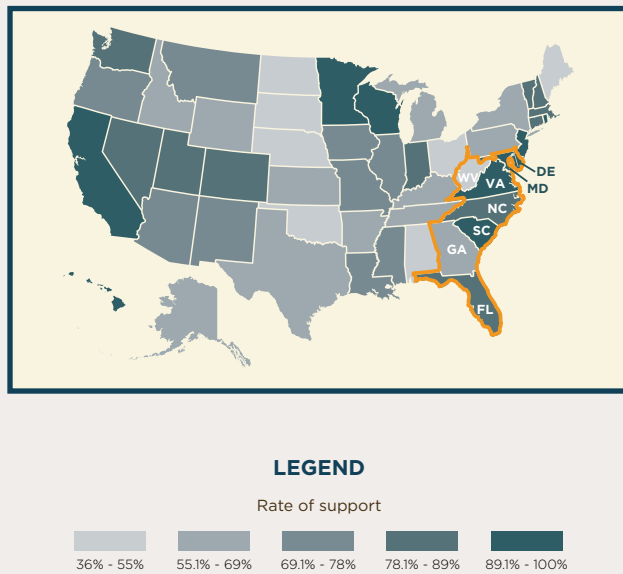 DE
WV
VA
MD
NC
SC
GA
FL
LEGEND
Rate of support
36% - 55%
55.1% - 69%
69.1% - 78%
78.1% - 89%
89.1% - 100%